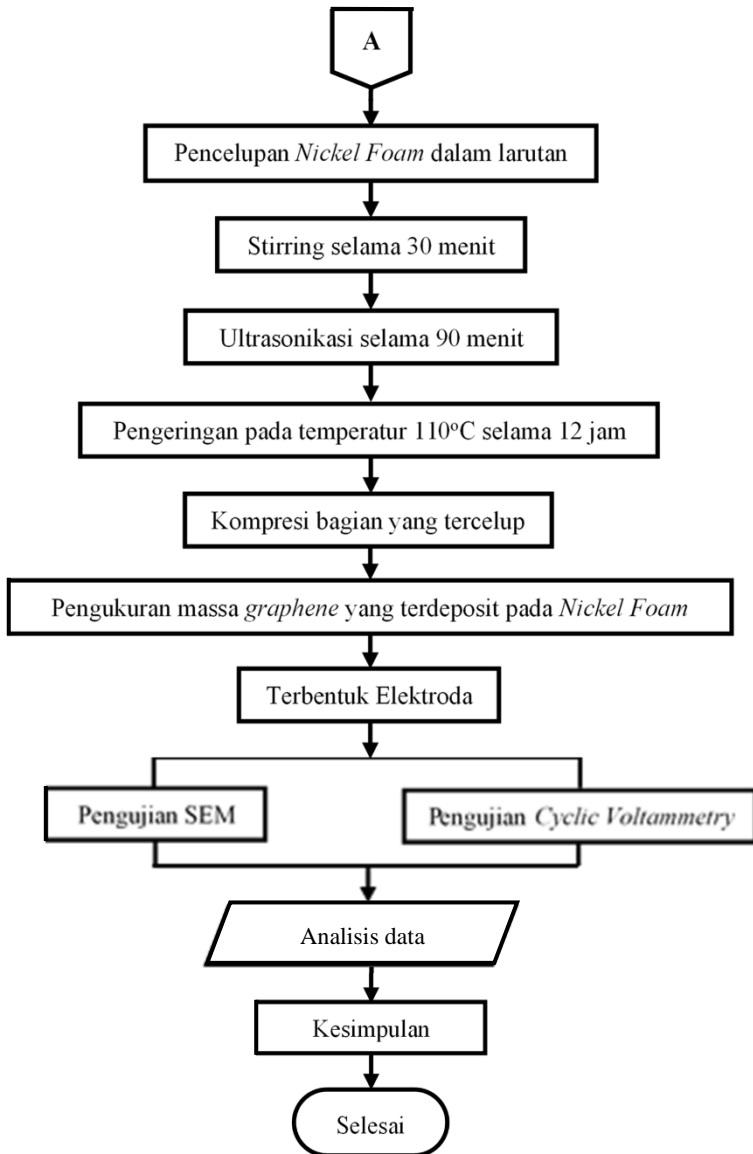 A
Pencelupan Nickel Foam dalam larutan
Stirring selama 30 menit
Ultrasonikasi selama 90 menit
Pengeringan pada temperatur 110°C selama 12 jam
Kompresi bagian yang tercelup
Pengukuran massa graphene yang terdeposit pada Nickel Foam
Terbentuk Elektroda
Pengujian SEM
Pengujian Cyclic Voltammetry
Analisis data
Kesimpulan
Selesai